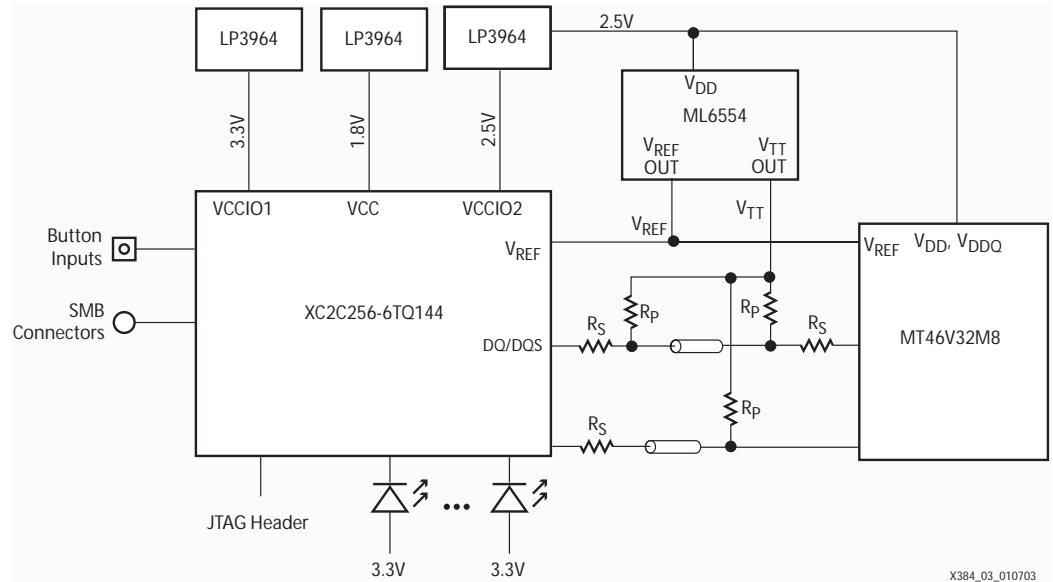 LP3964
LP3964
LP3964
2.5V
3.3V
1.8V
2.5V
VDD
ML6554
VREF
OUT
VTT
OUT
VCCIO1
VCC
VCCIO2
VREF
VTT
Button
Inputs
VREF
VREF
VDD, VDDQ
SMB
Connectors
XC2C256-6TQ144
RP
RP
RS
RS
DQ/DQS
MT46V32M8
RP
RS
JTAG Header
3.3V
3.3V
X384_03_010703